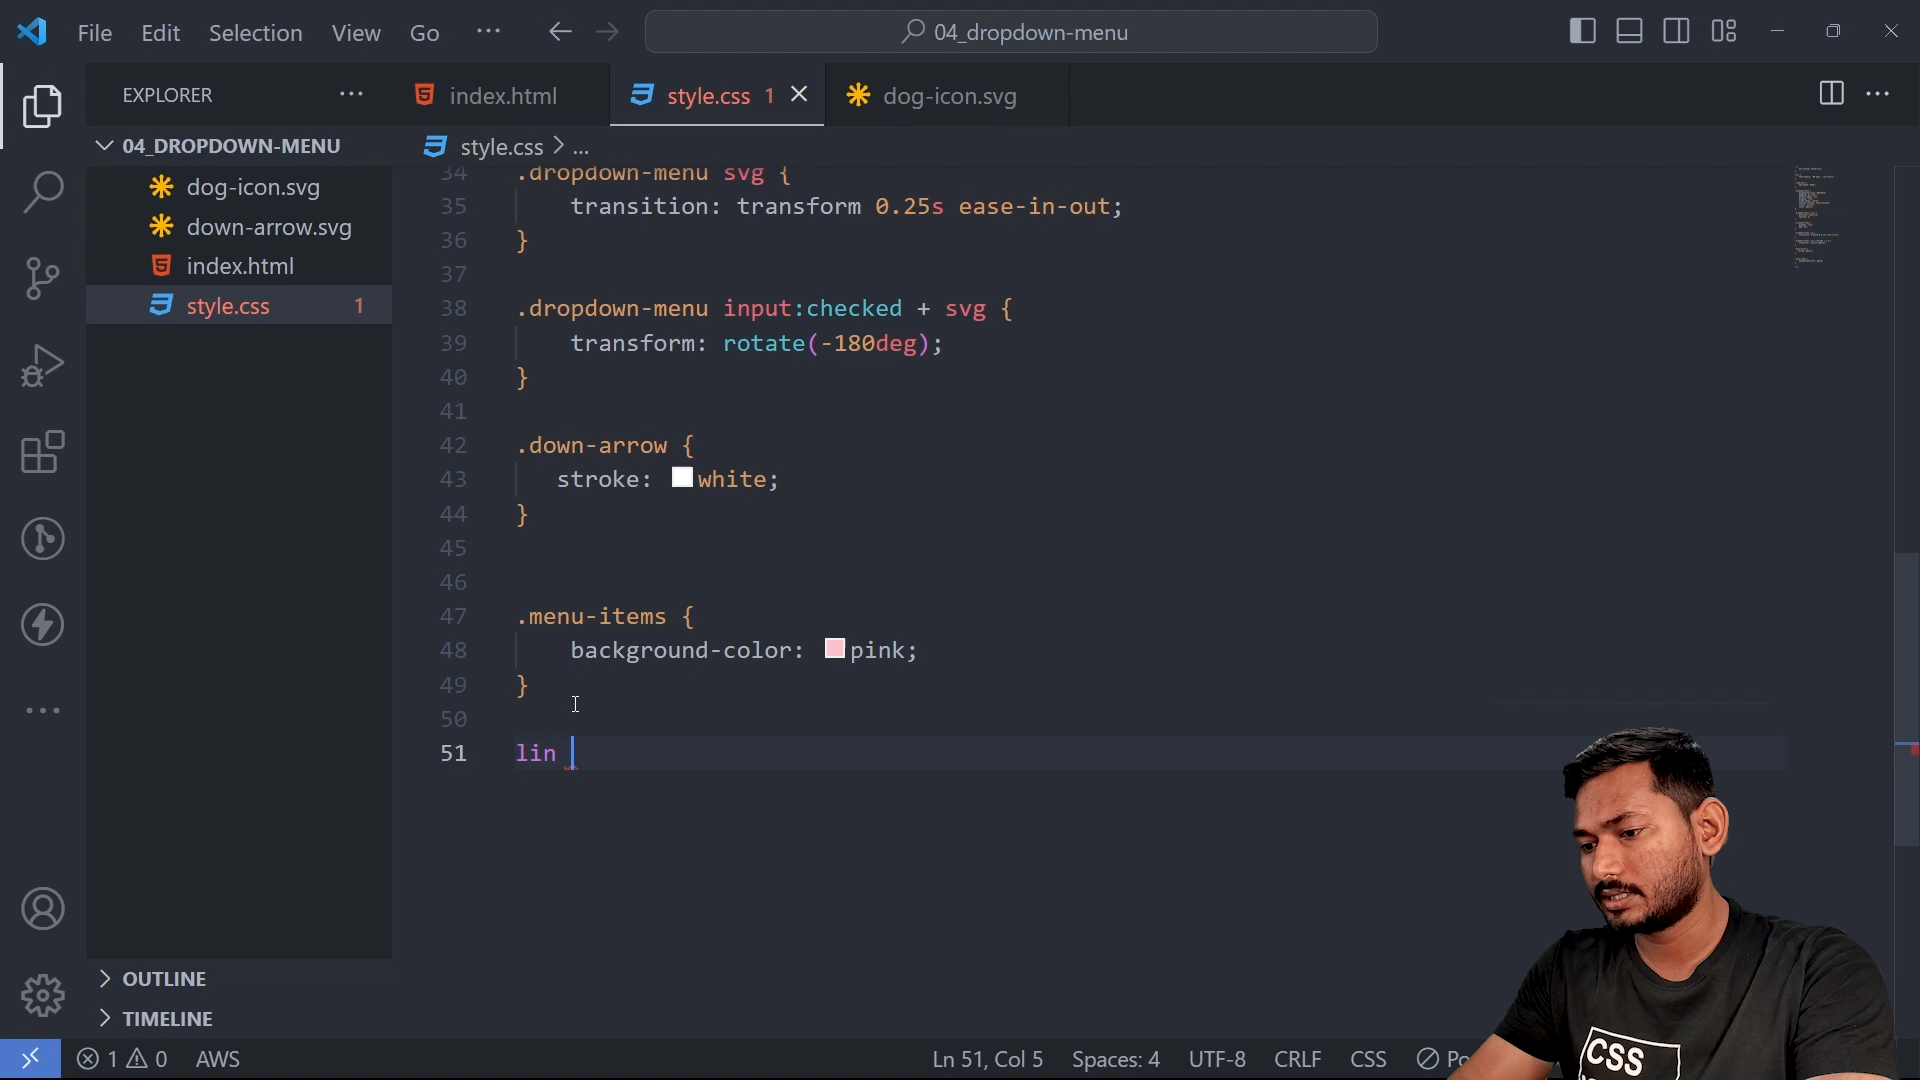 File Edit Selection View Go ··· 04_dropdown-menu
EXPLORER ··· index.html style.css 1 dog-icon.svg ···
04_DROPDOWN-MENU
style.css > ...
dog-icon.svg
down-arrow.svg
index.html
style.css 1
34 .dropdown-menu svg {
35 transition: transform 0.25s ease-in-out;
36 }
37
38 .dropdown-menu input:checked + svg {
39 transform: rotate(-180deg);
40 }
41
42 .down-arrow {
43 stroke: white;
44 }
45
46
47 .menu-items {
48 background-color: pink;
49 }
50
51 lin
OUTLINE
TIMELINE
1 0 AWS Ln 51, Col 5 Spaces: 4 UTF-8 CRLF CSS
CSS